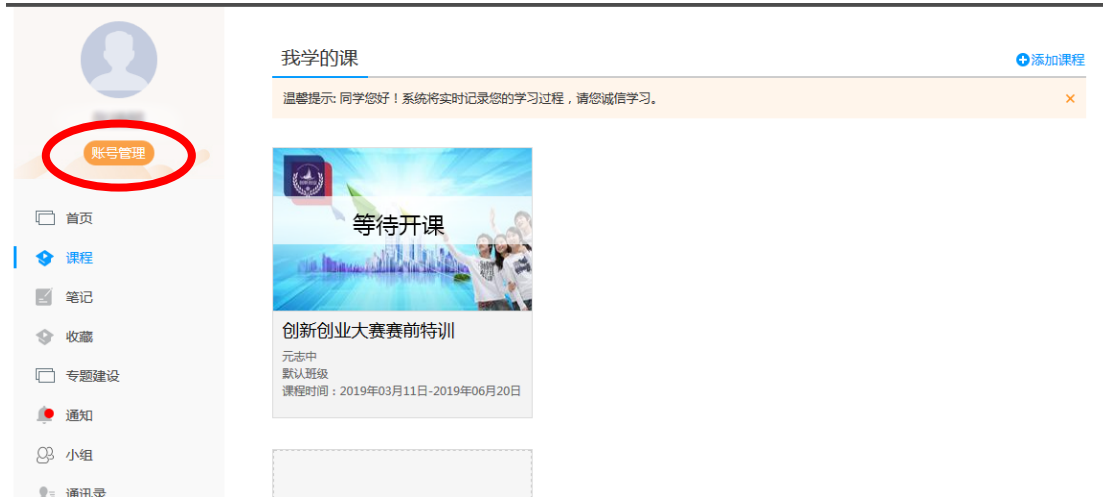 我学的课
添加课程
温馨提示: 同学您好！系统将实时记录您的学习过程，请您诚信学习。
账号管理
首页
课程
笔记
收藏
专题建设
通知
小组
通讯录
等待开课
创新创业大赛赛前特训
元志中
默认班级
课程时间：2019年03月11日-2019年06月20日